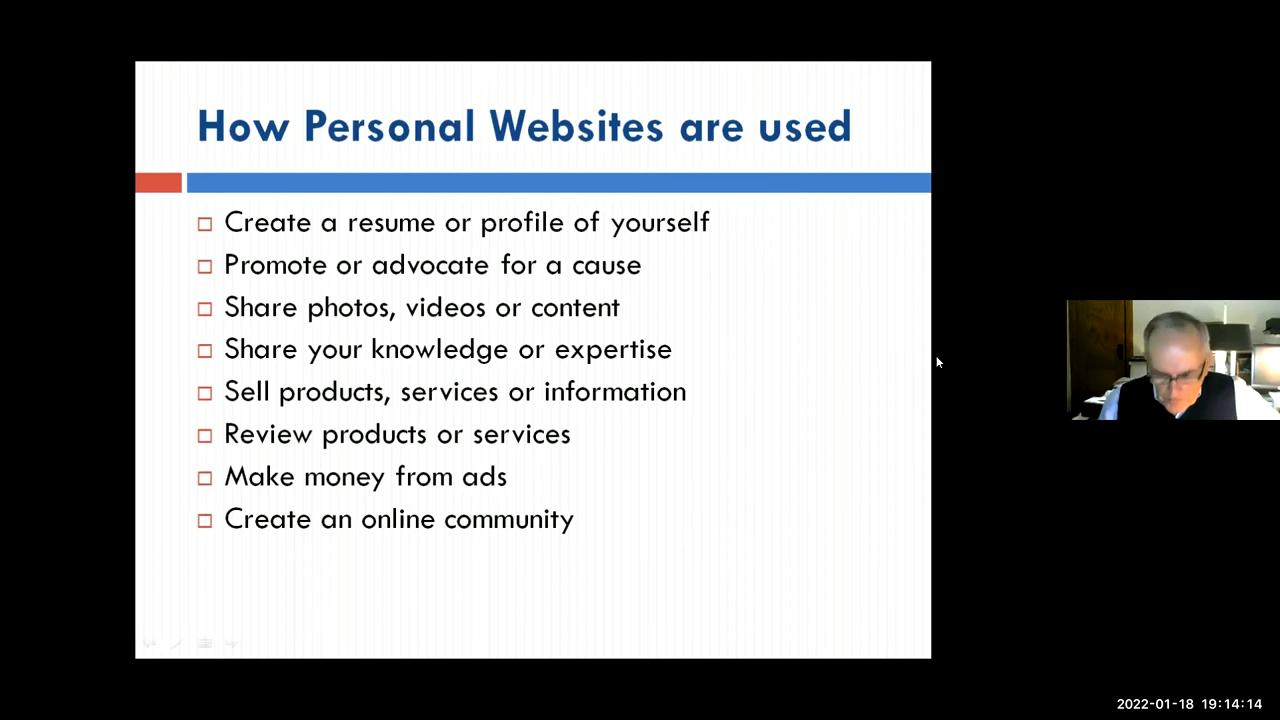 How Personal Websites are used
Create a resume or profile of yourself
Promote or advocate for a cause
Share photos, videos or content
Share your knowledge or expertise
Sell products, services or information
Review products or services
Make money from ads
Create an online community
2022-01-18 19:14:14